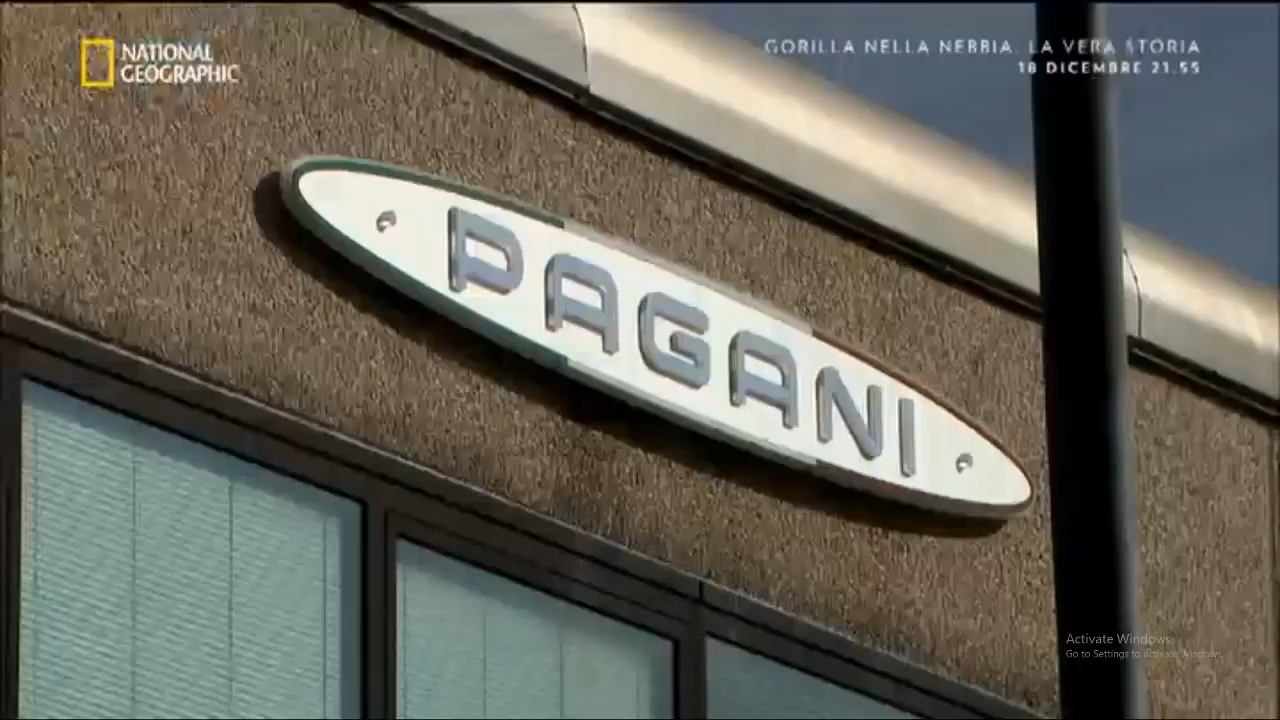 NATIONAL
GEOGRAPHIC
GORILLA NELLA NEBBIA. LA VERA STORIA
18 DICEMBRE 21.55
PAGANI
Activate Windows
Go to Settings to activate Windows.